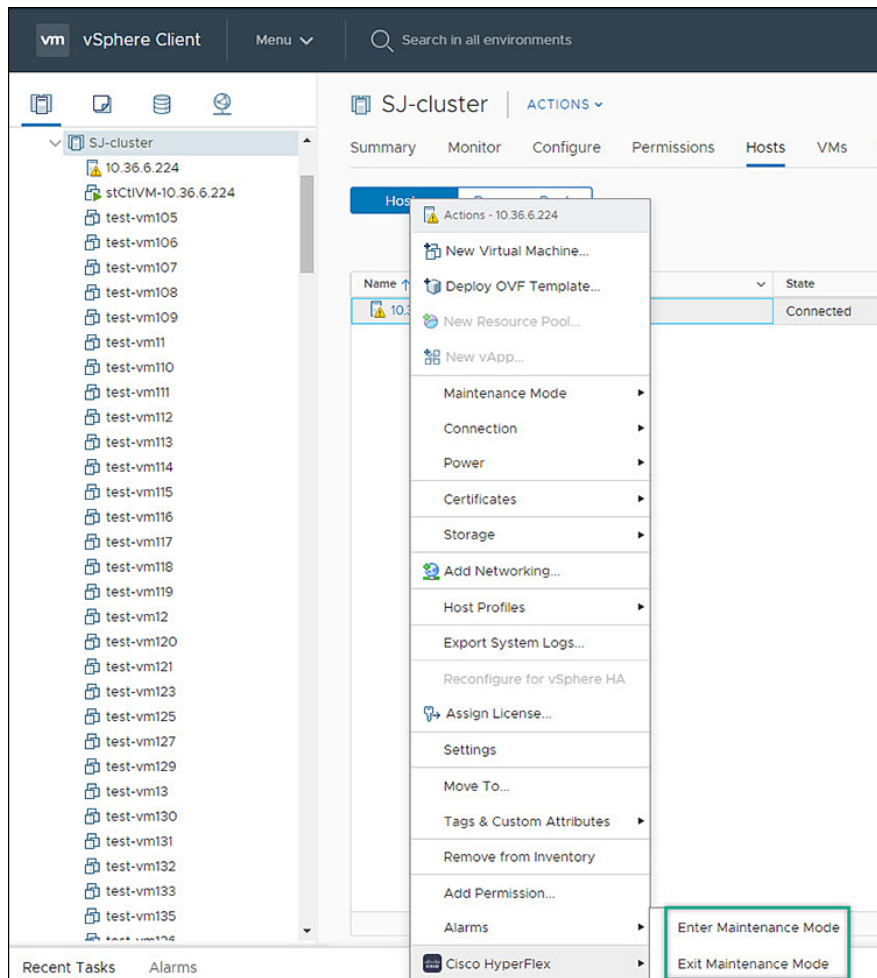 vm vSphere Client Menu Search in all environments
SJ-cluster ACTIONS
Summary Monitor Configure Permissions Hosts VMs
SJ-cluster
10.36.6.224
stCtlVM-10.36.6.224
test-vm105
test-vm106
test-vm107
test-vm108
test-vm109
test-vm11
test-vm110
test-vm111
test-vm112
test-vm113
test-vm114
test-vm115
test-vm116
test-vm117
test-vm118
test-vm119
test-vm12
test-vm120
test-vm121
test-vm123
test-vm125
test-vm127
test-vm129
test-vm13
test-vm130
test-vm131
test-vm132
test-vm133
test-vm135
Name State
Connected
Actions - 10.36.6.224
New Virtual Machine...
Deploy OVF Template...
New Resource Pool...
New vApp...
Maintenance Mode
Connection
Power
Certificates
Storage
Add Networking...
Host Profiles
Export System Logs...
Reconfigure for vSphere HA
Assign License...
Settings
Move To...
Tags & Custom Attributes
Remove from Inventory
Add Permission...
Alarms
Cisco HyperFlex
Enter Maintenance Mode
Exit Maintenance Mode
Recent Tasks Alarms